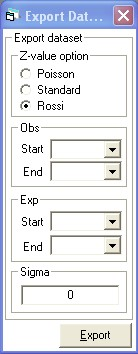 Export Dat...
Export dataset
Z-value option
Poisson
Standard
Rossi
Obs
Start
End
Exp
Start
End
Sigma
0
Export